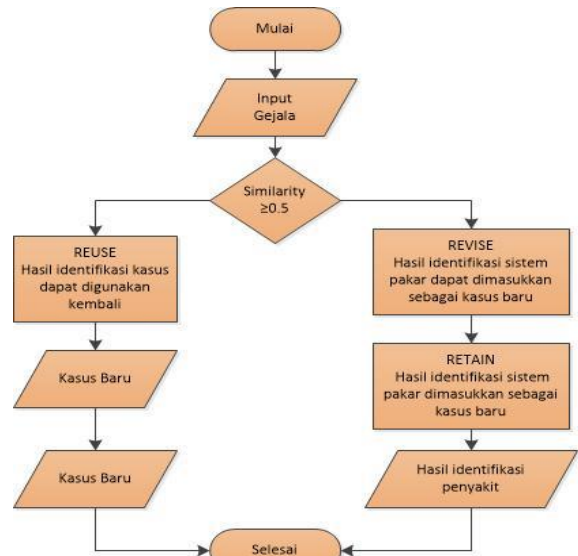 Mulai
Input
Gejala
Similarity
≥0.5
REUSE
Hasil identifikasi kasus
dapat digunakan
kembali
Kasus Baru
Kasus Baru
REVISE
Hasil identifikasi sistem
pakar dapat dimasukkan
sebagai kasus baru
RETAIN
Hasil identifikasi sistem
pakar dimasukkan sebagai
kasus baru
Hasil identifikasi
penyakit
Selesai